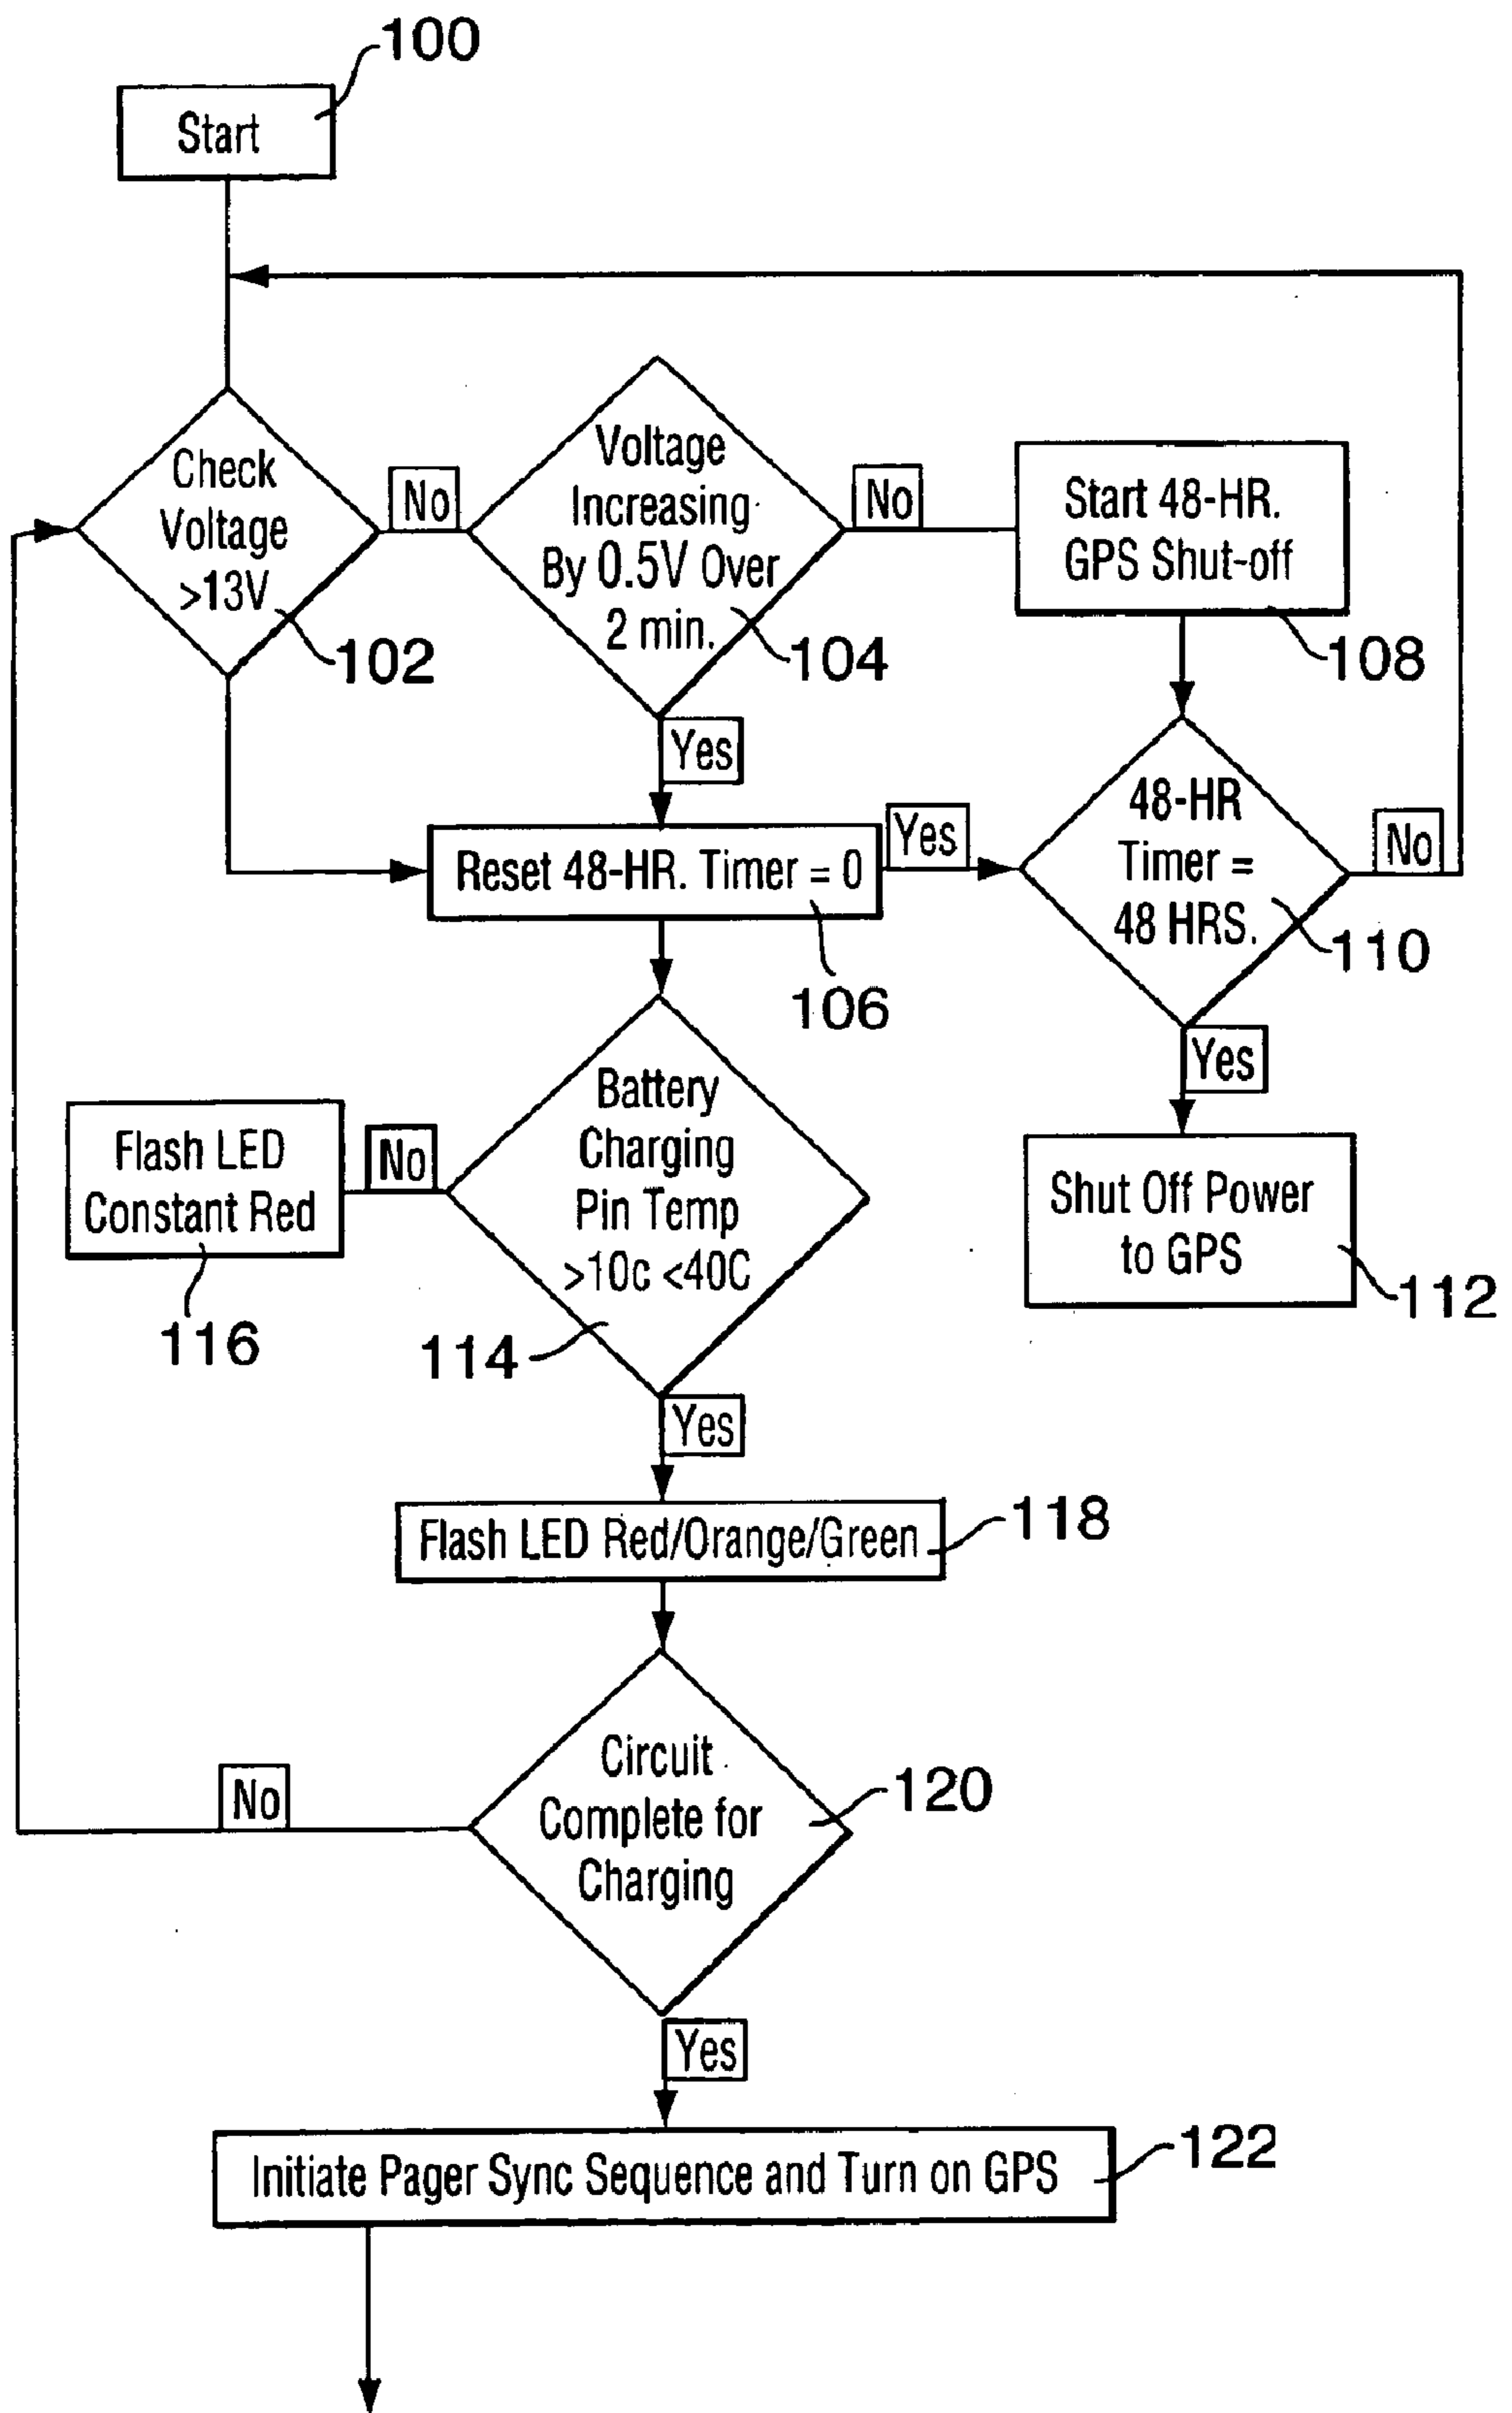 100
Start
Check
Voltage
>13V
102
No
Voltage
Increasing
By 0.5V Over
2 min.
104
No
Start 48-HR.
GPS Shut-off
108
Yes
Reset 48-HR. Timer = 0
106
Yes
48-HR
Timer =
48 HRS.
110
No
Yes
Shut Off Power
to GPS
112
Battery
Charging
Pin Temp
>10c <40C
114
No
Flash LED
Constant Red
116
Yes
Flash LED Red/Orange/Green
118
Circuit
Complete for
Charging
120
No
Yes
Initiate Pager Sync Sequence and Turn on GPS
122